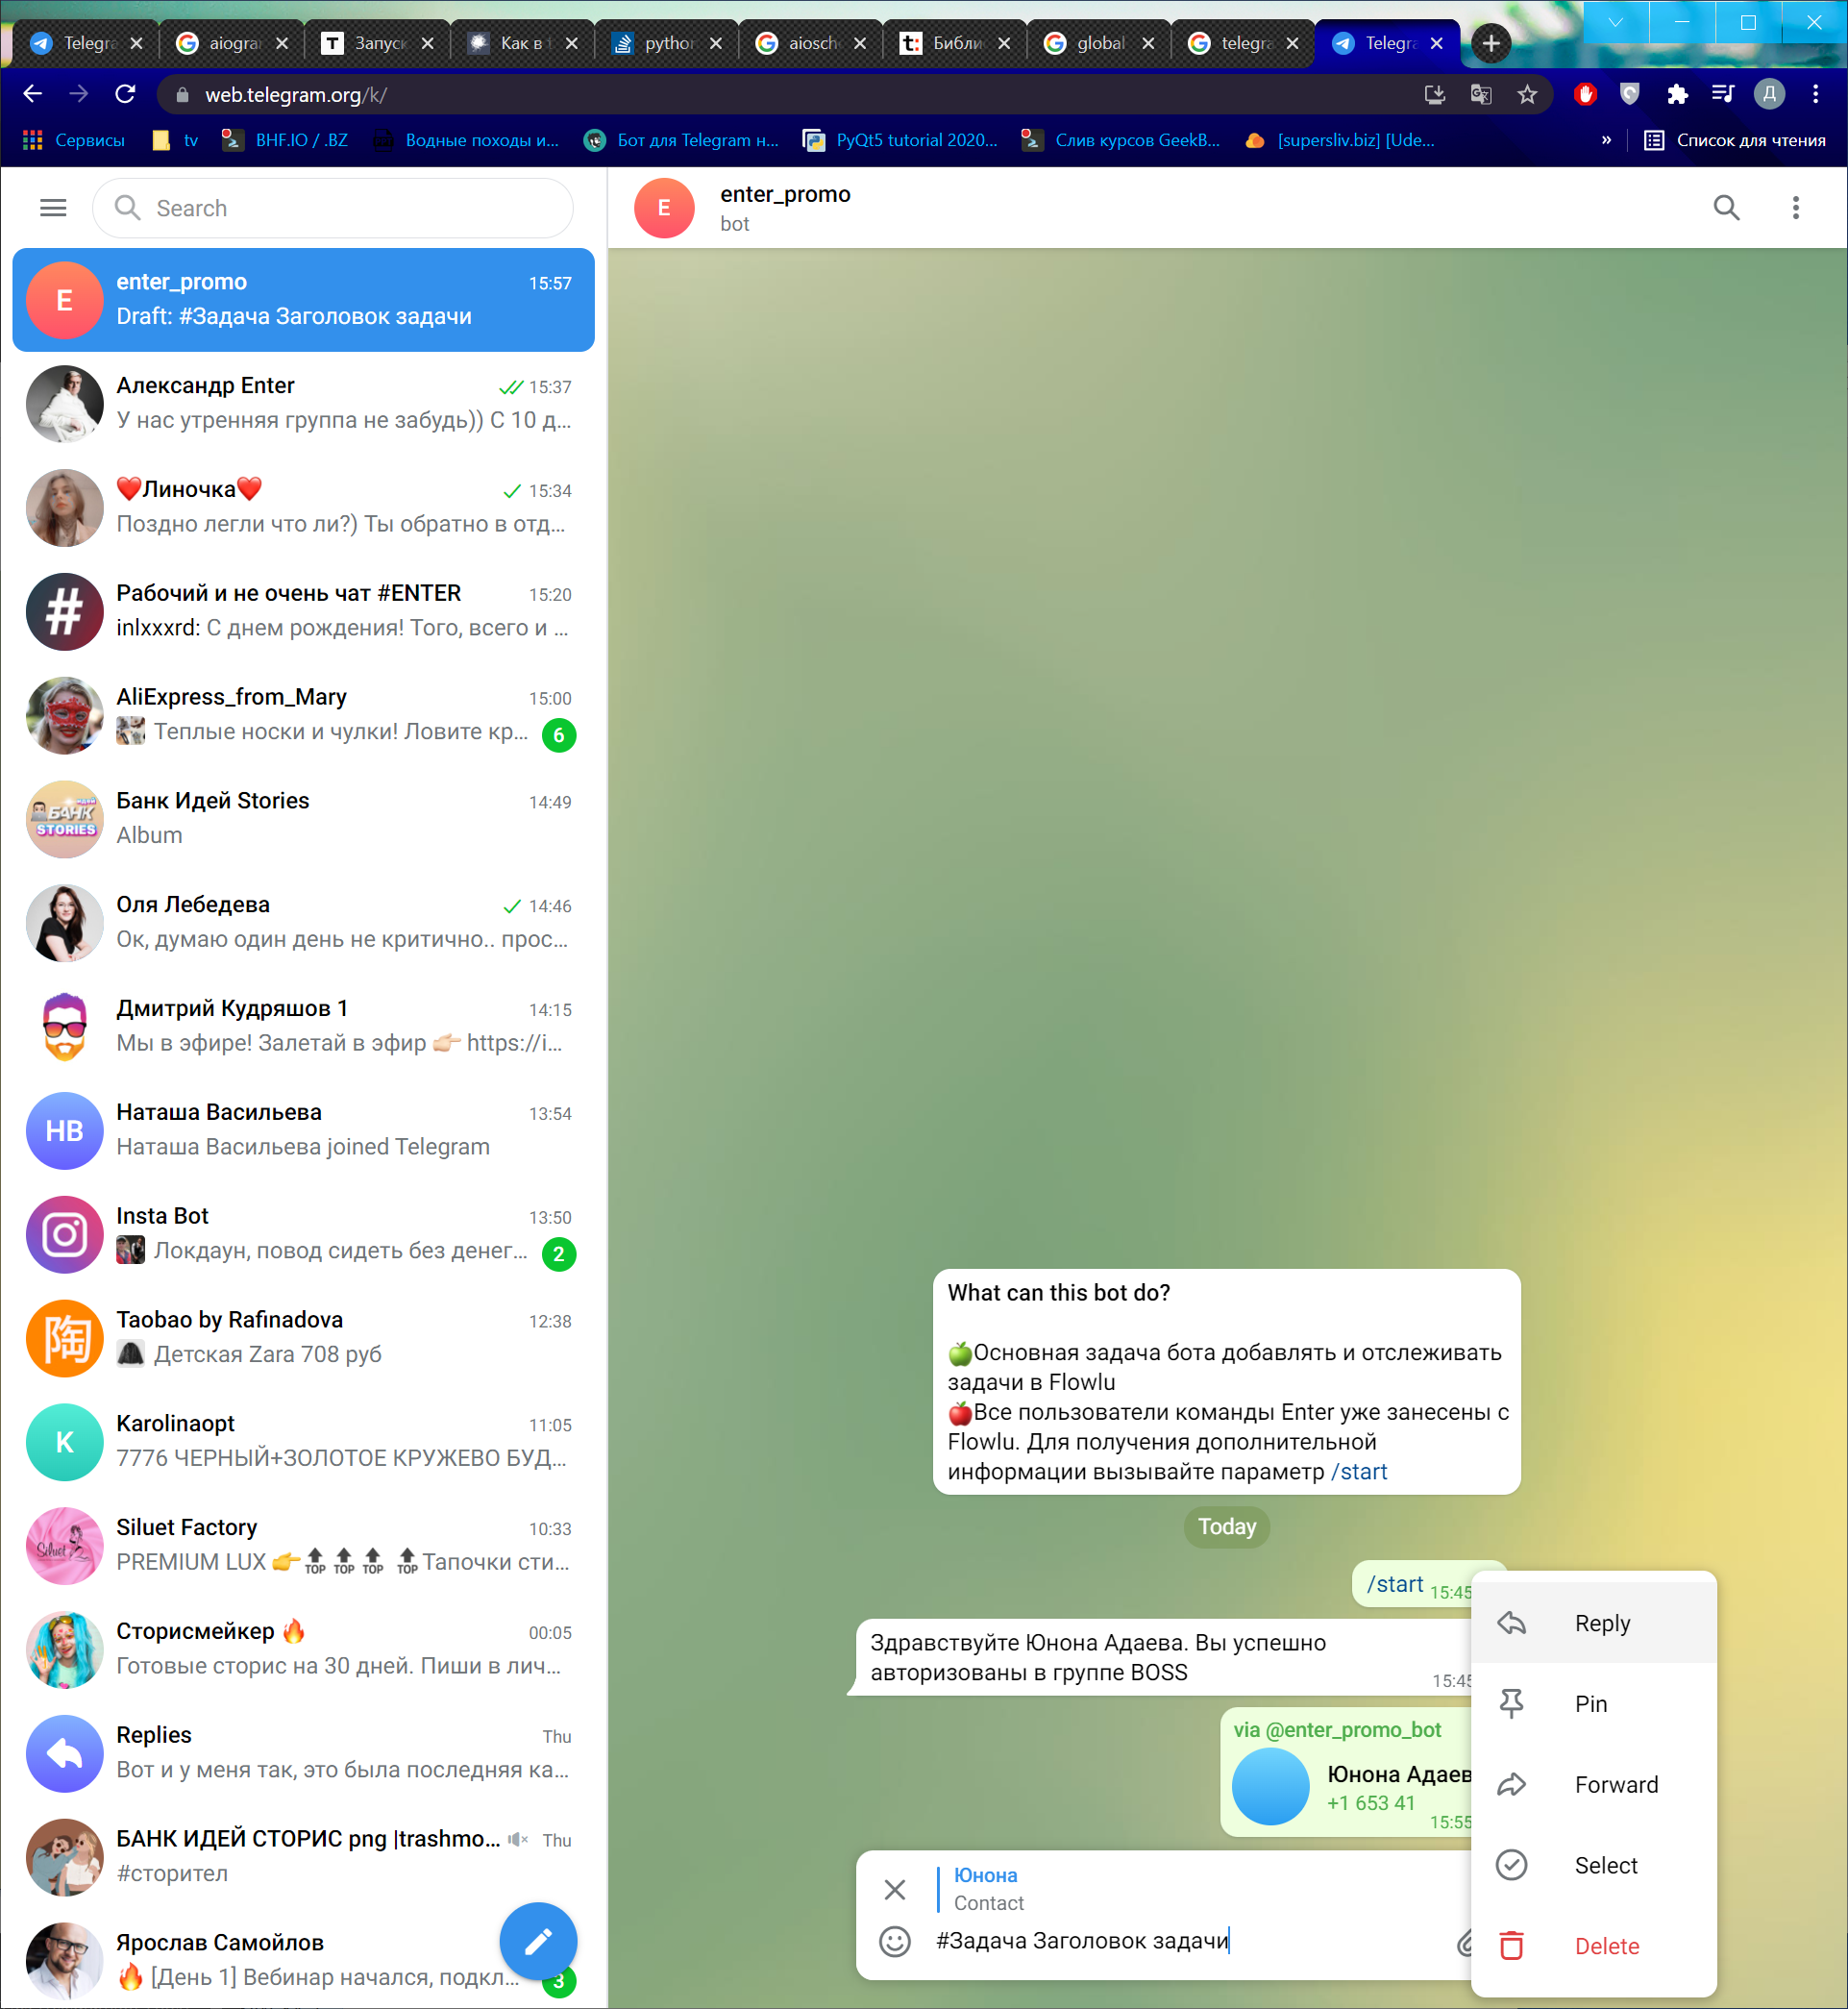 Telegra
aiogra
Запуск
Как в t
python
aiosch
t:
Библи
global
telegra
Telegra
web.telegram.org/k/
Д
Сервисы
tv
BHF.IO / .BZ
Водные походы и...
Бот для Telegram н...
PyQt5 tutorial 2020...
Слив курсов GeekB...
[supersliv.biz] [Ude...
»
Список для чтения
Search
E
enter_promo
15:57
Draft: #Задача Заголовок задачи
Александр Enter
15:37
У нас утренняя группа не забудь)) С 10 д...
❤️Линочка❤️
15:34
Поздно легли что ли?) Ты обратно в отд...
#
Рабочий и не очень чат #ENTER
15:20
inlxxxrd: С днем рождения! Того, всего и ...
AliExpress_from_Mary
15:00
Теплые носки и чулки! Ловите кр...
6
БАНК
STORIES
Банк Идей Stories
14:49
Album
Оля Лебедева
14:46
Ок, думаю один день не критично.. прос...
Дмитрий Кудряшов 1
14:15
Мы в эфире! Залетай в эфир 👉🏻 https://i...
НВ
Наташа Васильева
13:54
Наташа Васильева joined Telegram
Insta Bot
13:50
Локдаун, повод сидеть без денег...
2
陶
Taobao by Rafinadova
12:38
Детская Zara 708 руб
K
Karolinaopt
11:05
7776 ЧЕРНЫЙ+ЗОЛОТОЕ КРУЖЕВО БУД...
Siluet
Siluet Factory
10:33
PREMIUM LUX 👉🔝🔝🔝 🔝Тапочки сти...
Сторисмейкер 🔥
00:05
Готовые сторис на 30 дней. Пиши в лич...
Replies
Thu
Вот и у меня так, это была последняя ка...
БАНК ИДЕЙ СТОРИС png |trashmo...
Thu
#сторител
Ярослав Самойлов
🔥 [День 1] Вебинар начался, подкл...
3
E
enter_promo
bot
What can this bot do?
🍏Основная задача бота добавлять и отслеживать
задачи в Flowlu
🍎Все пользователи команды Enter уже занесены с
Flowlu. Для получения дополнительной
информации вызывайте параметр /start
Today
/start
15:45
Здравствуйте Юнона Адаева. Вы успешно
авторизованы в группе BOSS
15:45
via @enter_promo_bot
Юнона Адаев
+1 653 41
15:55
Юнона
Contact
#Задача Заголовок задачи
Reply
Pin
Forward
Select
Delete